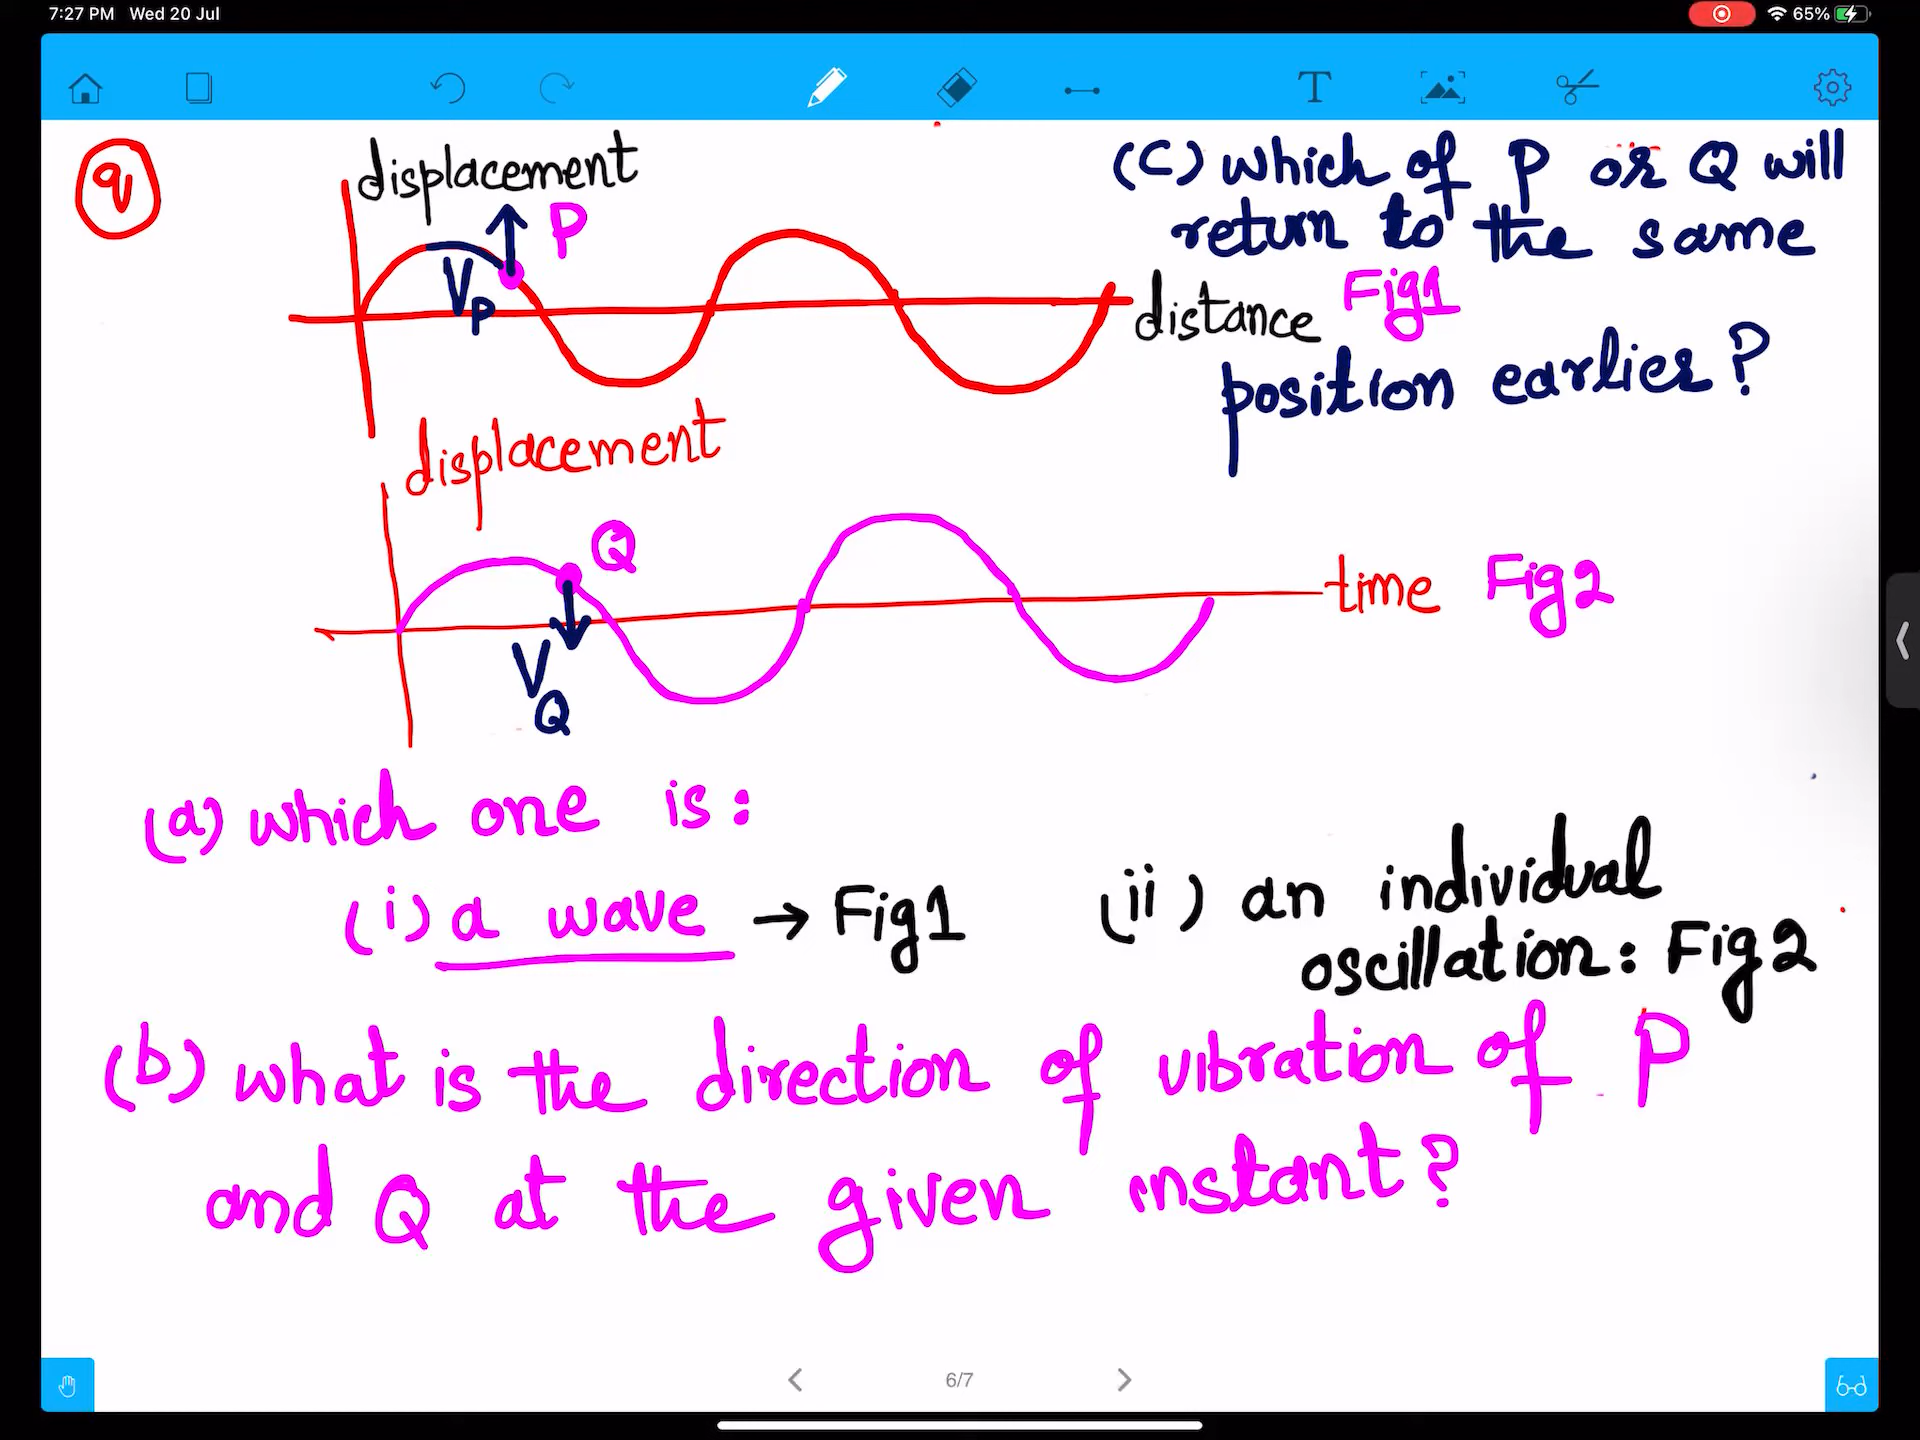 7:27 PM Wed 20 Jul
65%
T
9
displacement
P
VP
distance
Fig1
(C) which of P or Q will
return to the same
position earlier?
displacement
Q
VQ
time
Fig2
(a) which one is:
(i) a wave → Fig1
(ii) an individual
oscillation: Fig2
(b) what is the direction of vibration of P
and Q at the given instant?
6/7